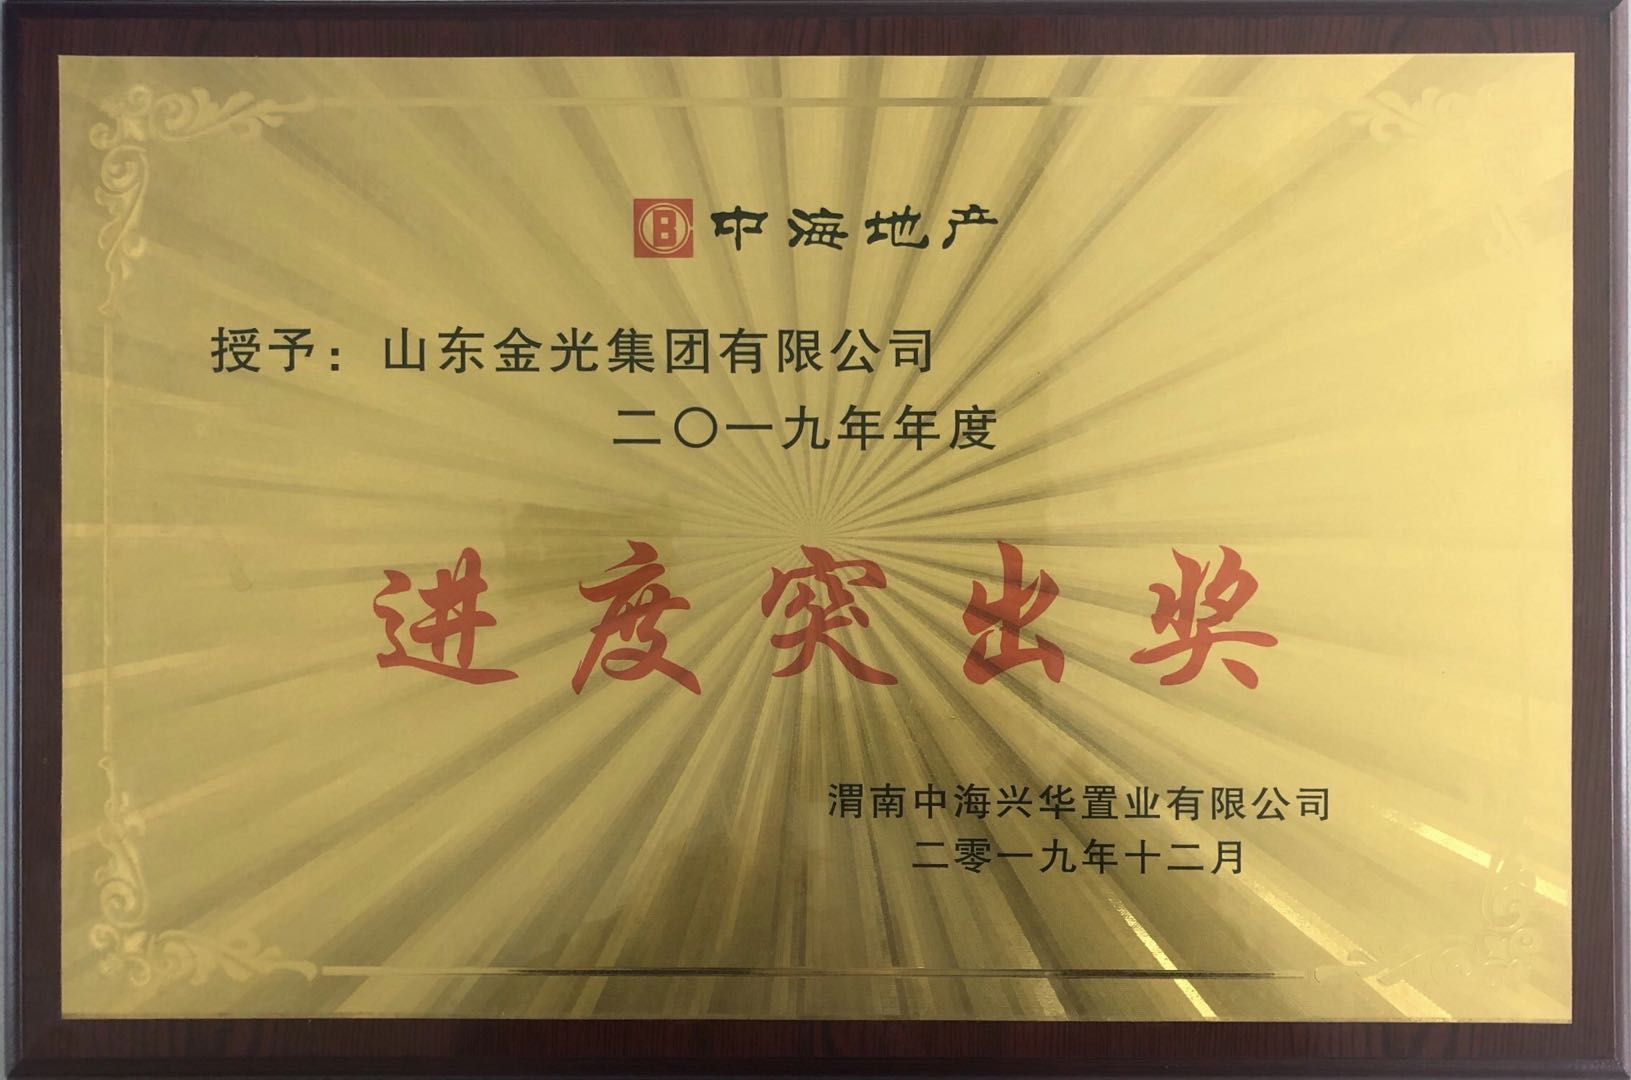 B 中海地产
授予：山东金光集团有限公司
二〇一九年年度
进度突出奖
渭南中海兴华置业有限公司
二零一九年十二月